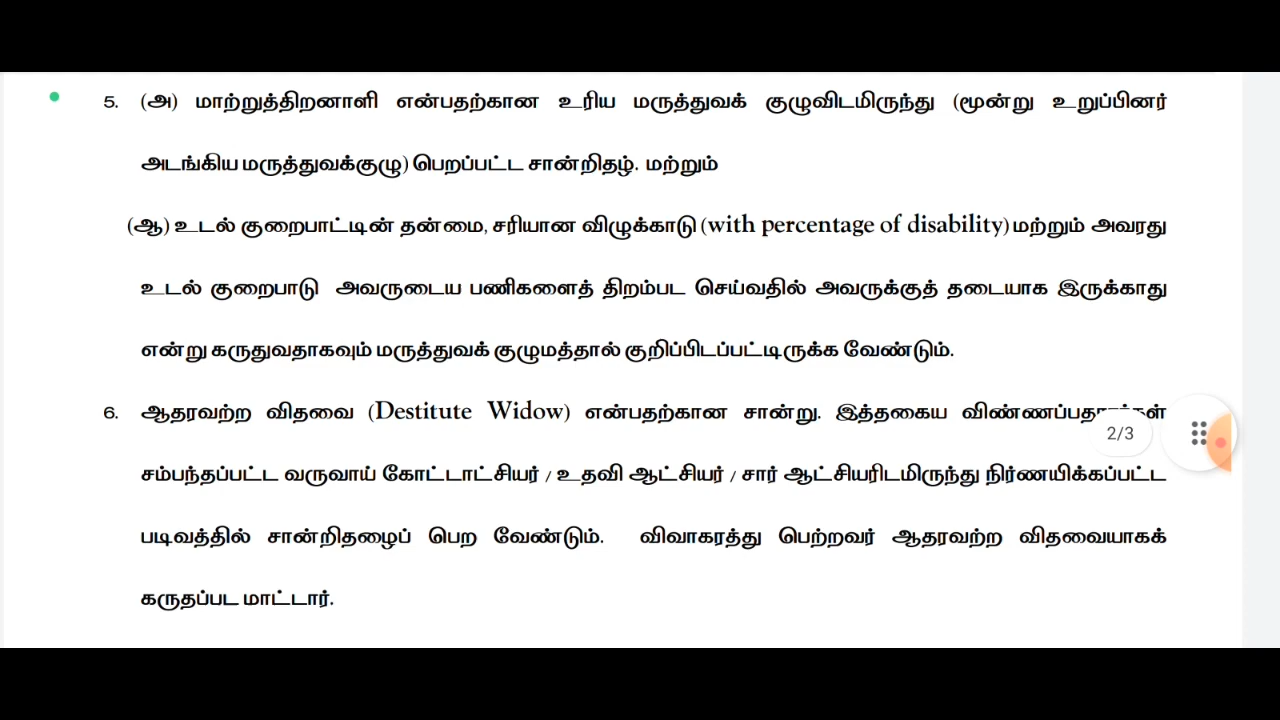 5. (அ) மாற்றுத்திறனாளி என்பதற்கான உரிய மருத்துவக் குழுவிடமிருந்து (மூன்று உறுப்பினர்
அடங்கிய மருத்துவக்குழு) பெறப்பட்ட சான்றிதழ். மற்றும்
(ஆ) உடல் குறைபாட்டின் தன்மை, சரியான விழுக்காடு (with percentage of disability) மற்றும் அவரது
உடல் குறைபாடு அவருடைய பணிகளைத் திறம்பட செய்வதில் அவருக்குத் தடையாக இருக்காது
என்று கருதுவதாகவும் மருத்துவக் குழுமத்தால் குறிப்பிடப்பட்டிருக்க வேண்டும்.
6. ஆதரவற்ற விதவை (Destitute Widow) என்பதற்கான சான்று. இத்தகைய
2/3
சம்பந்தப்பட்ட வருவாய் கோட்டாட்சியர் / உதவி ஆட்சியர் / சார் ஆட்சியரிடமிருந்து நிர்ணயிக்கப்பட்ட
படிவத்தில் சான்றிதழைப் பெற வேண்டும். விவாகரத்து பெற்றவர் ஆதரவற்ற விதவையாகக்
கருதப்பட மாட்டார்.